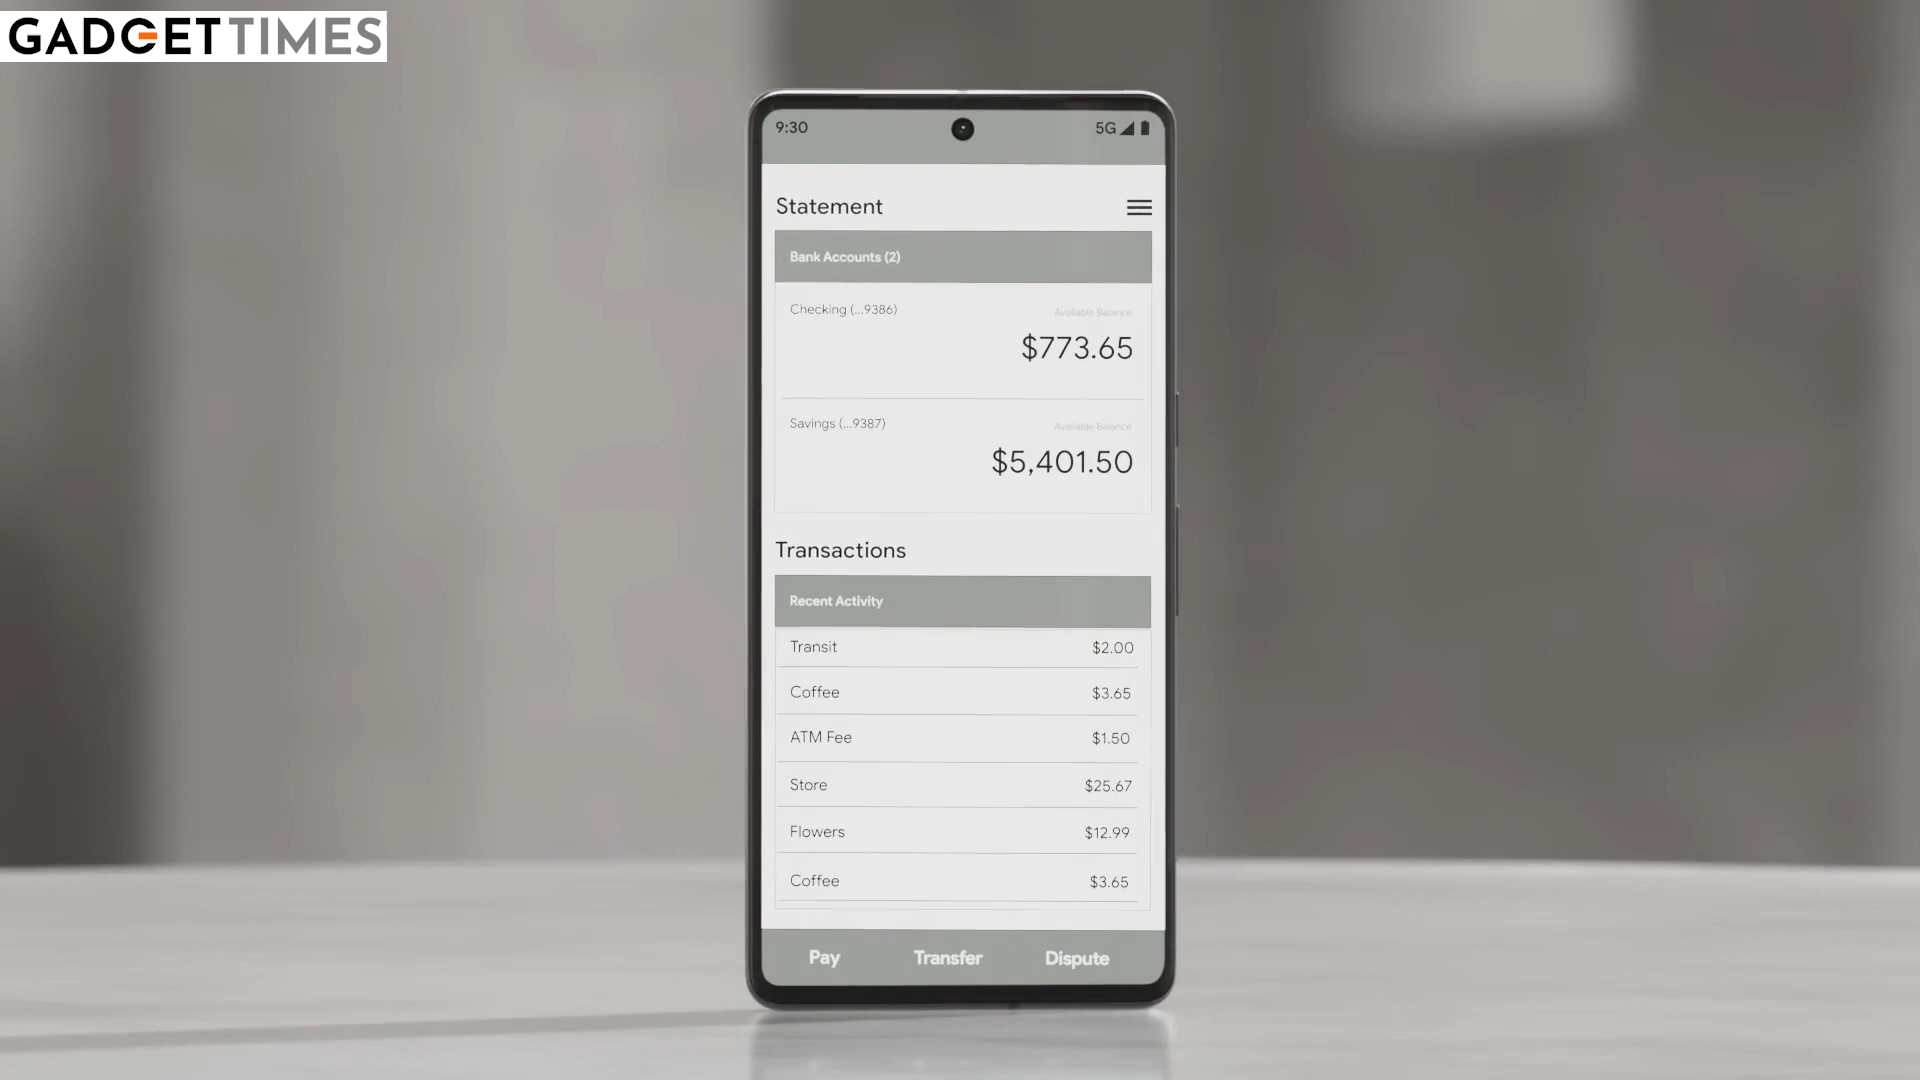 GADGETTIMES
9:30
5G
Statement
Bank Accounts (2)
Checking (...9386)
Available Balance
$773.65
Savings (...9387)
Available Balance
$5,401.50
Transactions
Recent Activity
Transit $2.00
Coffee $3.65
ATM Fee $1.50
Store $25.67
Flowers $12.99
Coffee $3.65
Pay Transfer Dispute